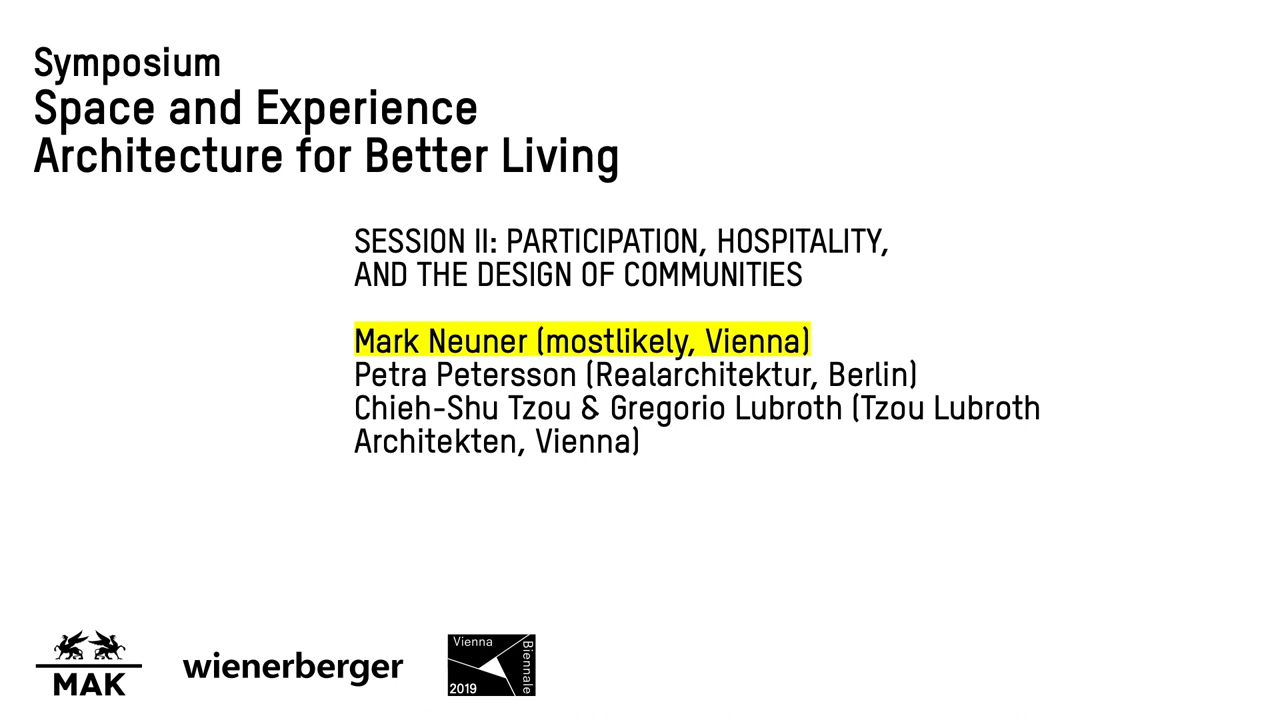 Symposium
Space and Experience
Architecture for Better Living
SESSION II: PARTICIPATION, HOSPITALITY,
AND THE DESIGN OF COMMUNITIES
Mark Neuner (mostlikely, Vienna)
Petra Petersson (Realarchitektur, Berlin)
Chieh-Shu Tzou & Gregorio Lubroth (Tzou Lubroth
Architekten, Vienna)
MAK
wienerberger
Vienna
Biennale
2019